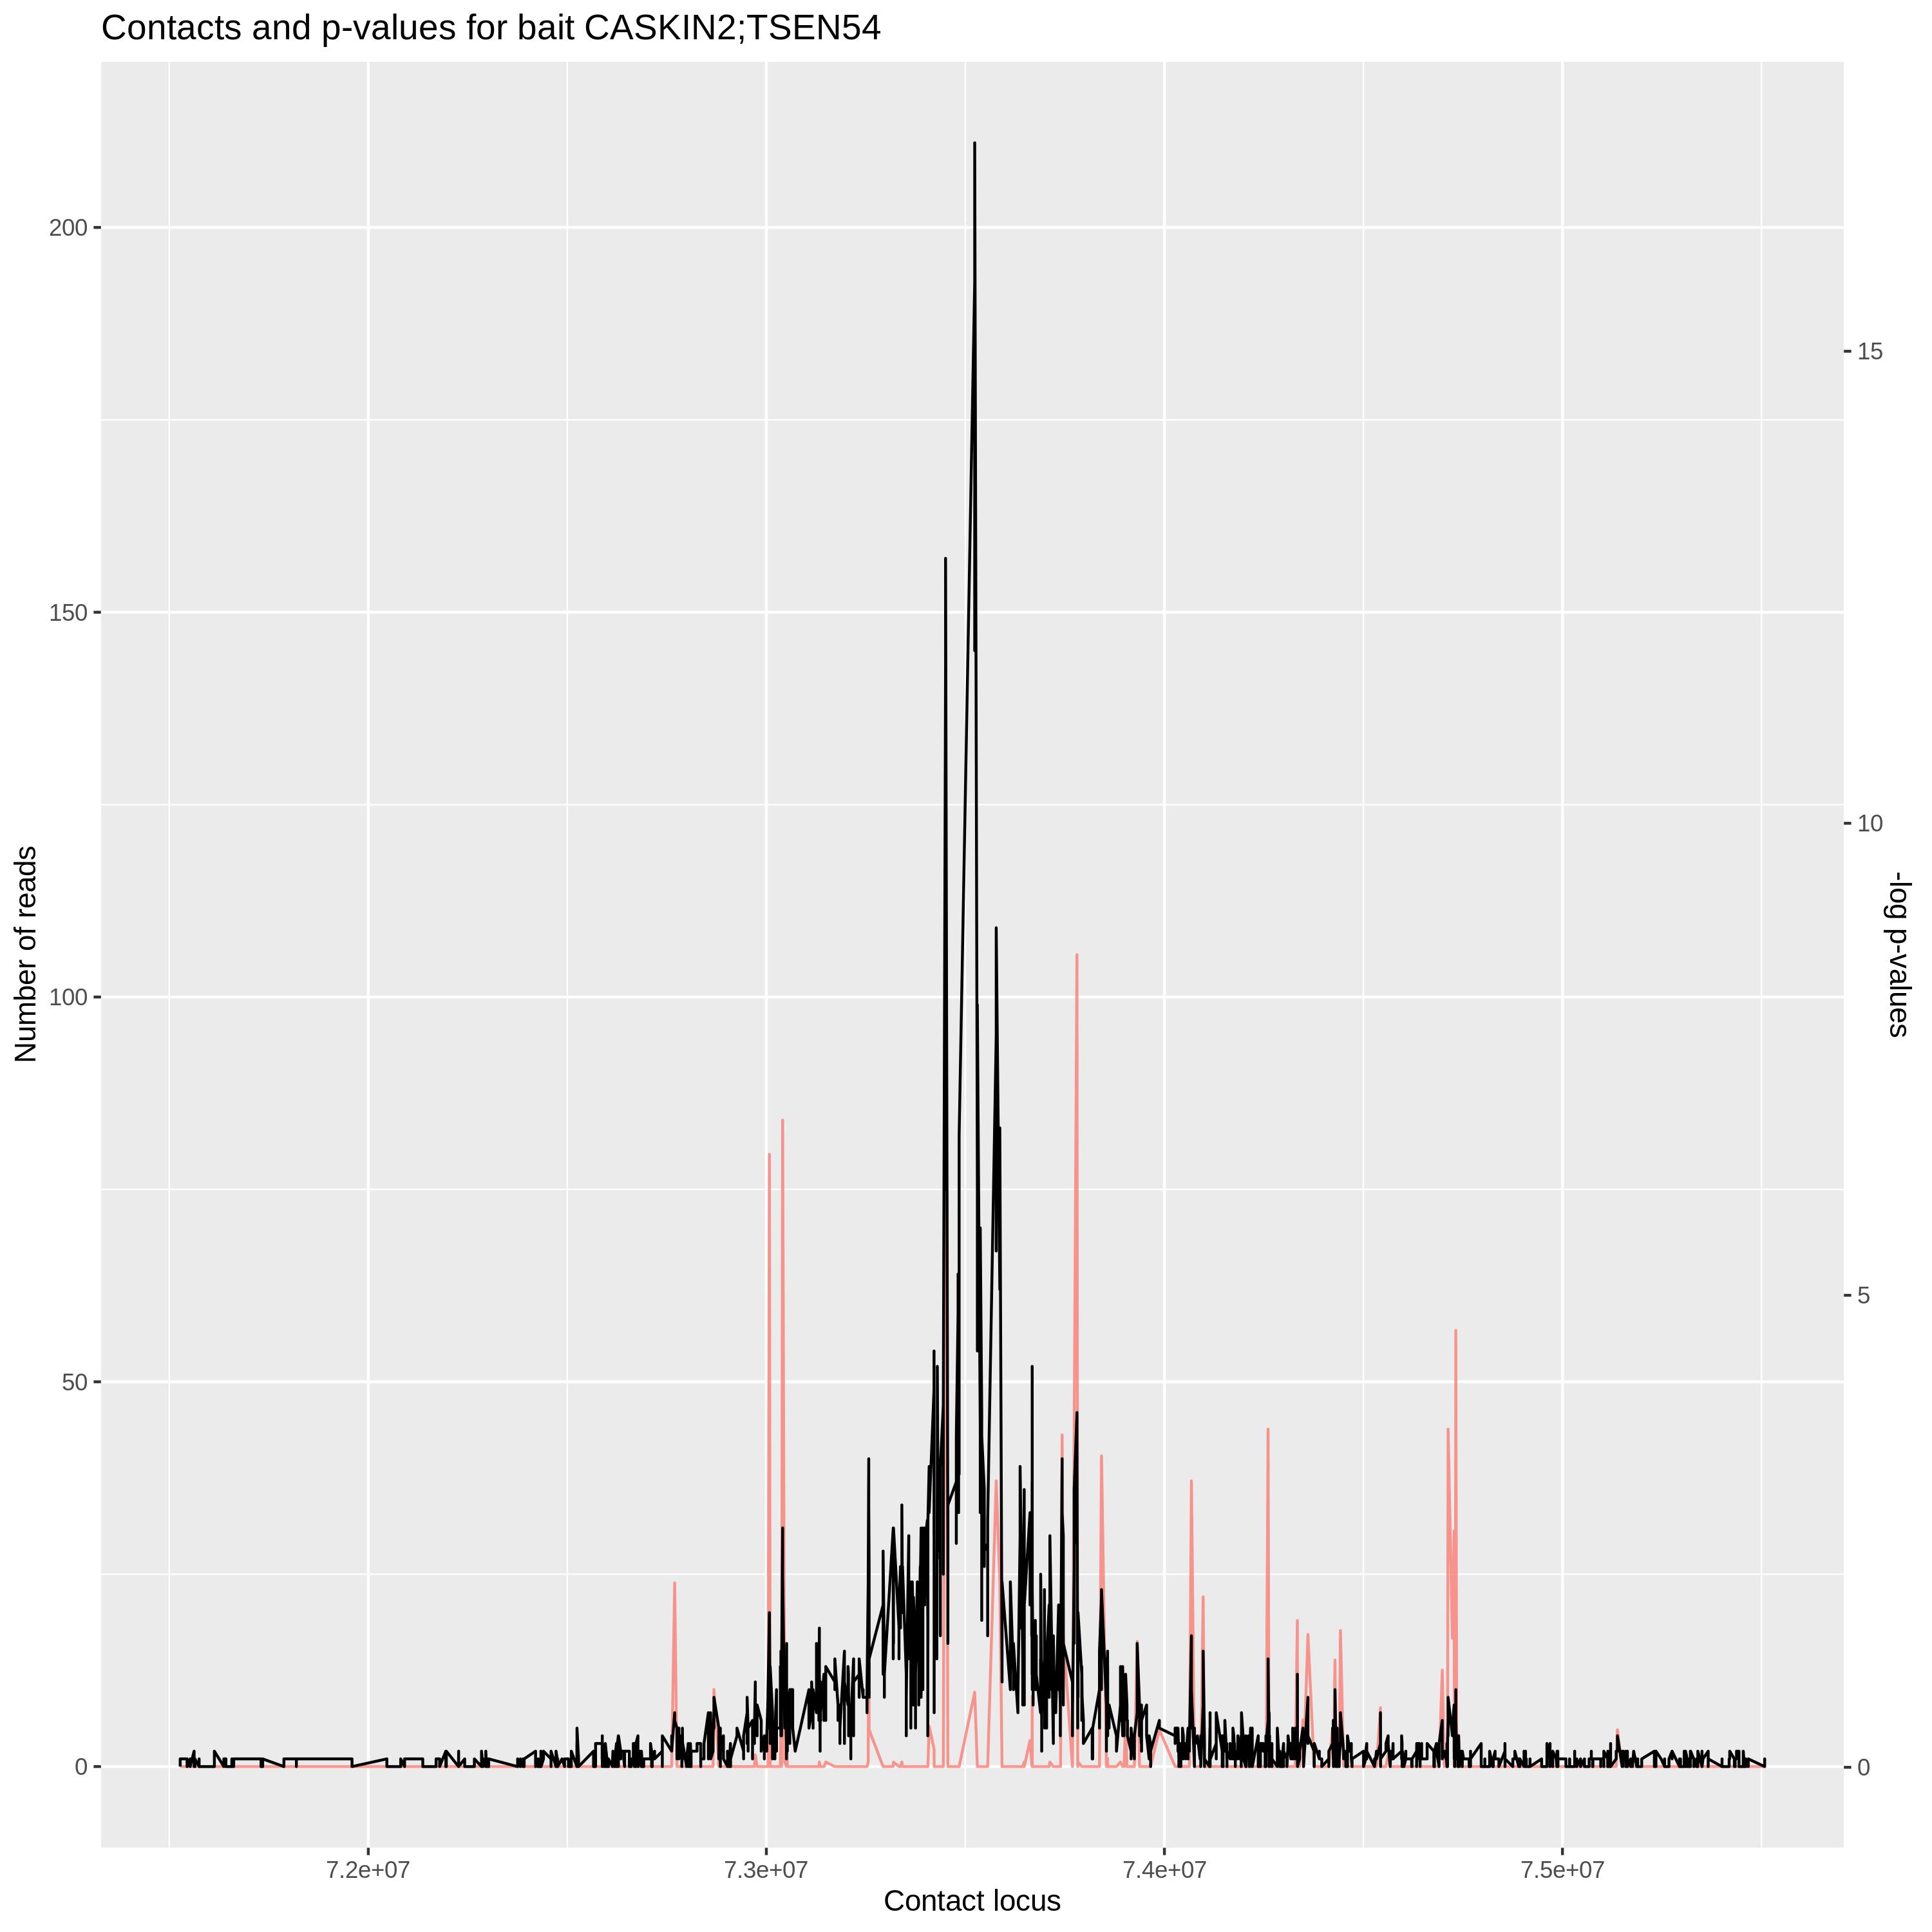 Contacts and p-values for bait CASKIN2;TSEN54
200
150
100
50
0
15
10
5
0
Number of reads
-log p-values
7.2e+07
7.3e+07
7.4e+07
7.5e+07
Contact locus